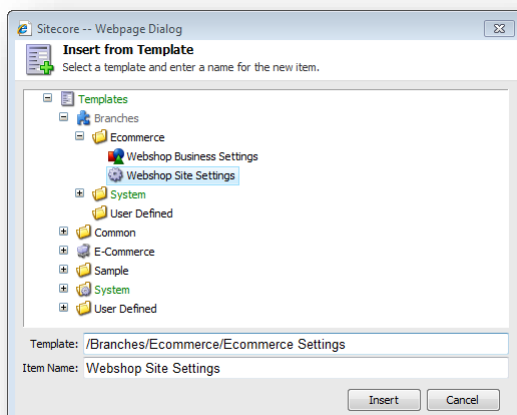 Sitecore -- Webpage Dialog
Insert from Template
Select a template and enter a name for the new item.
Templates
Branches
Ecommerce
Webshop Business Settings
Webshop Site Settings
System
User Defined
Common
E-Commerce
Sample
System
User Defined
Template: /Branches/Ecommerce/Ecommerce Settings
Item Name: Webshop Site Settings
Insert Cancel